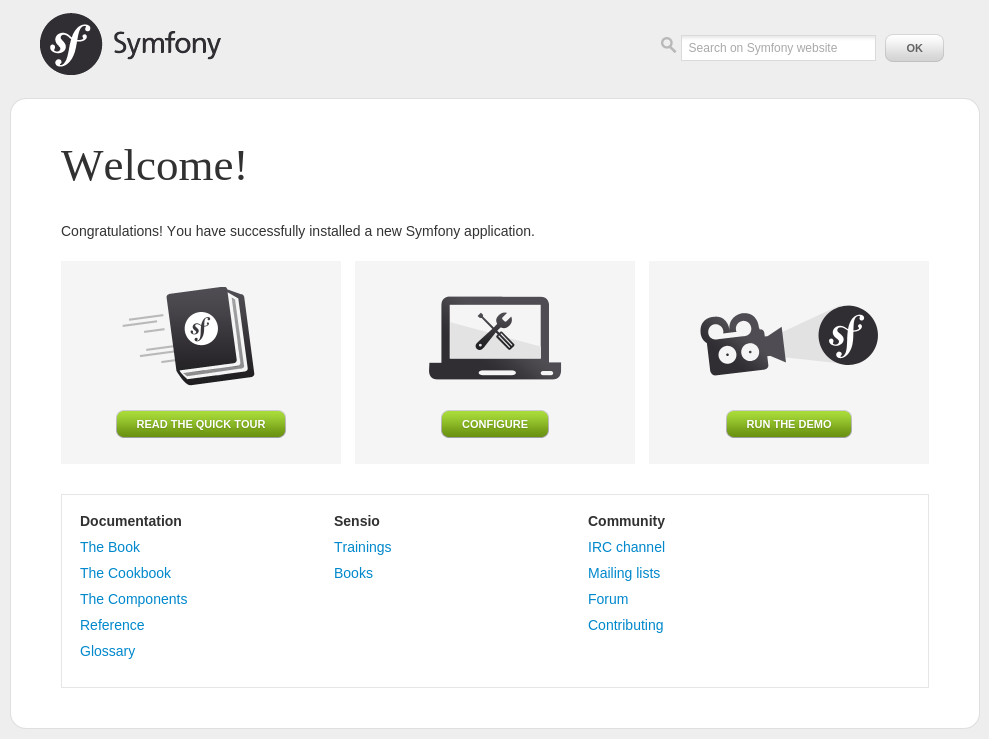 sf Symfony
Search on Symfony website
OK
Welcome!
Congratulations! You have successfully installed a new Symfony application.
sf
sf
READ THE QUICK TOUR
CONFIGURE
RUN THE DEMO
Documentation
The Book
The Cookbook
The Components
Reference
Glossary
Sensio
Trainings
Books
Community
IRC channel
Mailing lists
Forum
Contributing